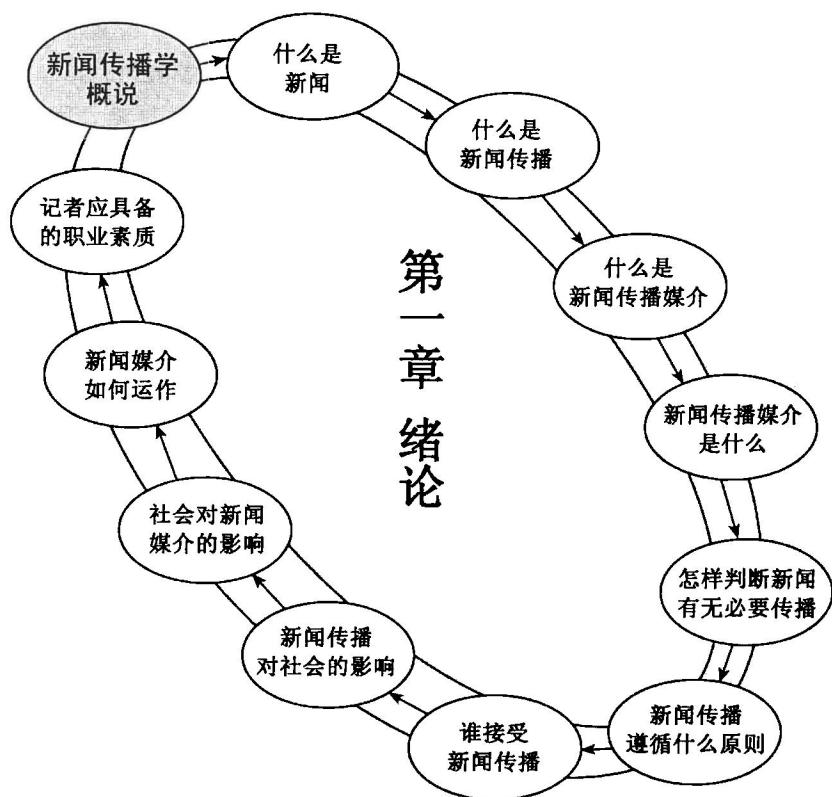 新闻传播学
概说
什么是
新闻
什么是
新闻传播
什么是
新闻传播媒介
新闻传播媒介
是什么
怎样判断新闻
有无必要传播
新闻传播
遵循什么原则
谁接受
新闻传播
新闻传播
对社会的影响
社会对新闻
媒介的影响
新闻媒介
如何运作
记者应具备
的职业素质
第一章 绪论